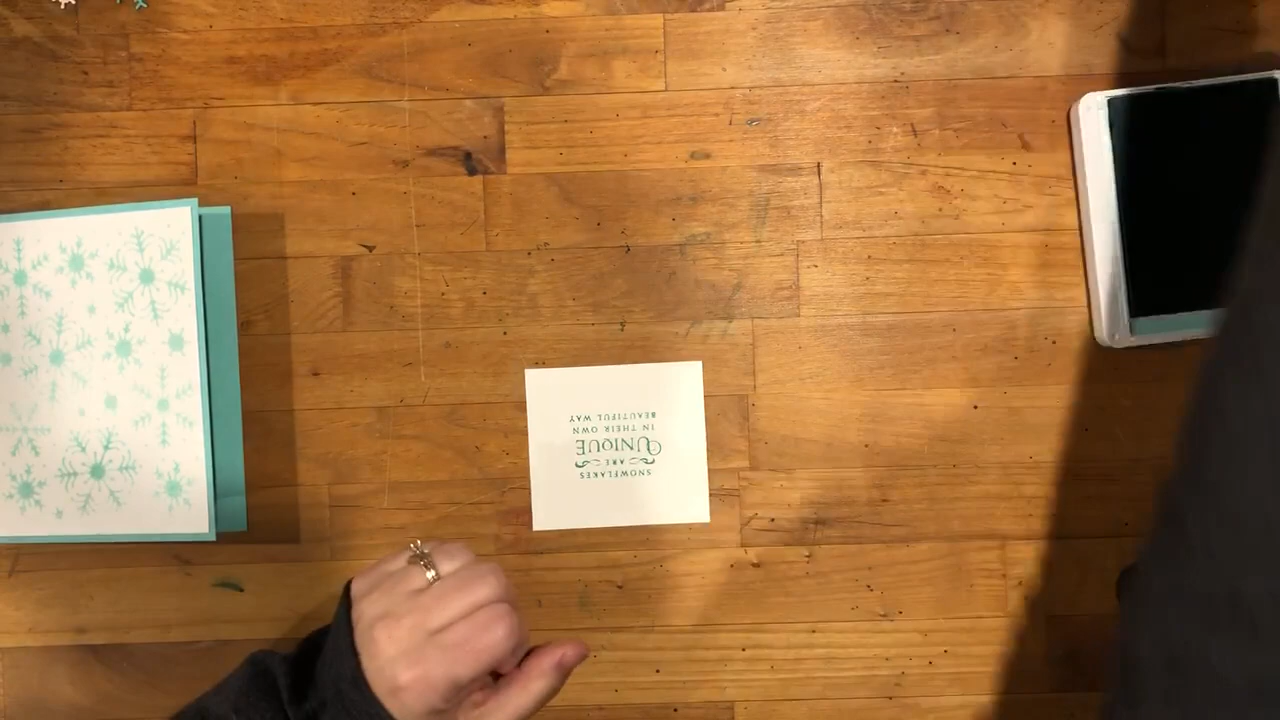 SNOWFLAKES
ARE
UNIQUE
IN THEIR OWN
BEAUTIFUL WAY